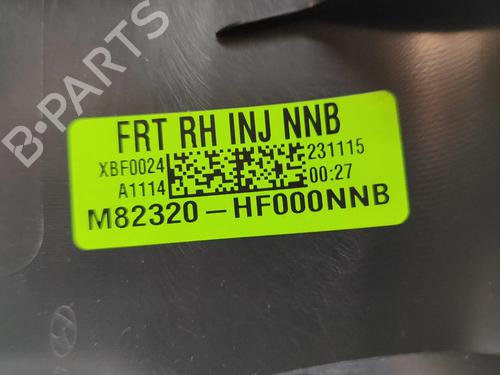 FRT RH INJ NNB
XBF0024 231115
A1114 00:27
M82320-HF000NNB
B-PARTS